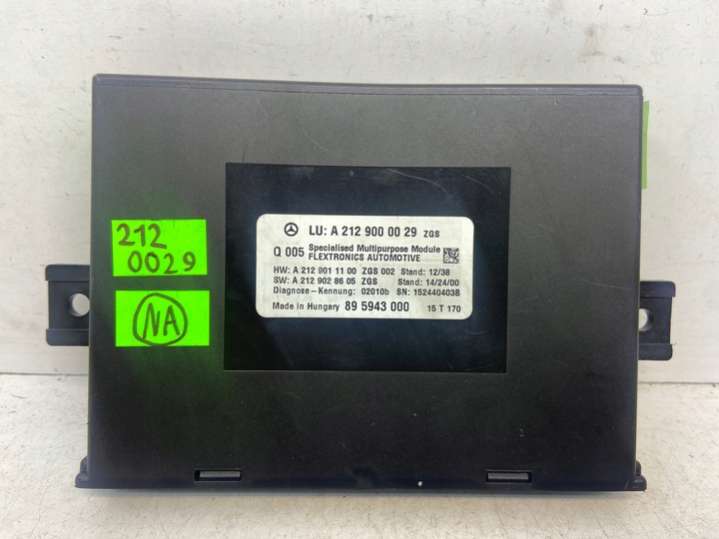 LU: A 212 900 00 29 ZGS
Q 005 Specialised Multipurpose Module
FLEXTRONICS AUTOMOTIVE
HW: A 212 901 11 00 ZGS 002 Stand: 12/38
SW: A 212 902 86 05 ZGS Stand: 14/24/00
Diagnose - Kennung: 02010b SN: 152440403B
Made in Hungary 89 5943 000 15 T 170
212
0029
NA